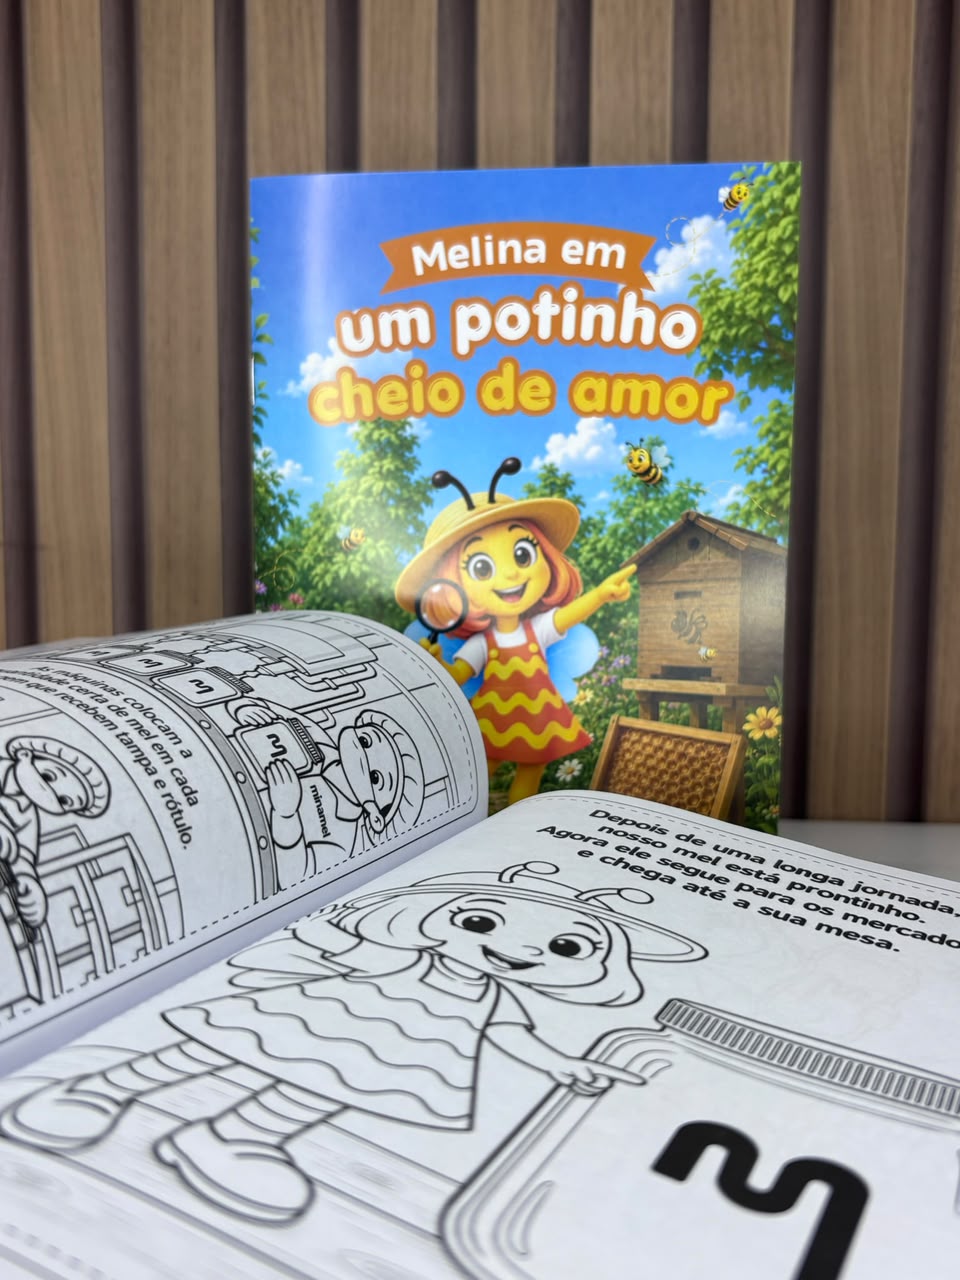 Melina em
um potinho
cheio de amor
As máquinas colocam a
certa de mel em cada
que recebem tampa e rótulo.
minamel
Depois de uma longa jornada,
nosso mel está prontinho.
Agora ele segue para os mercado
e chega até a sua mesa.